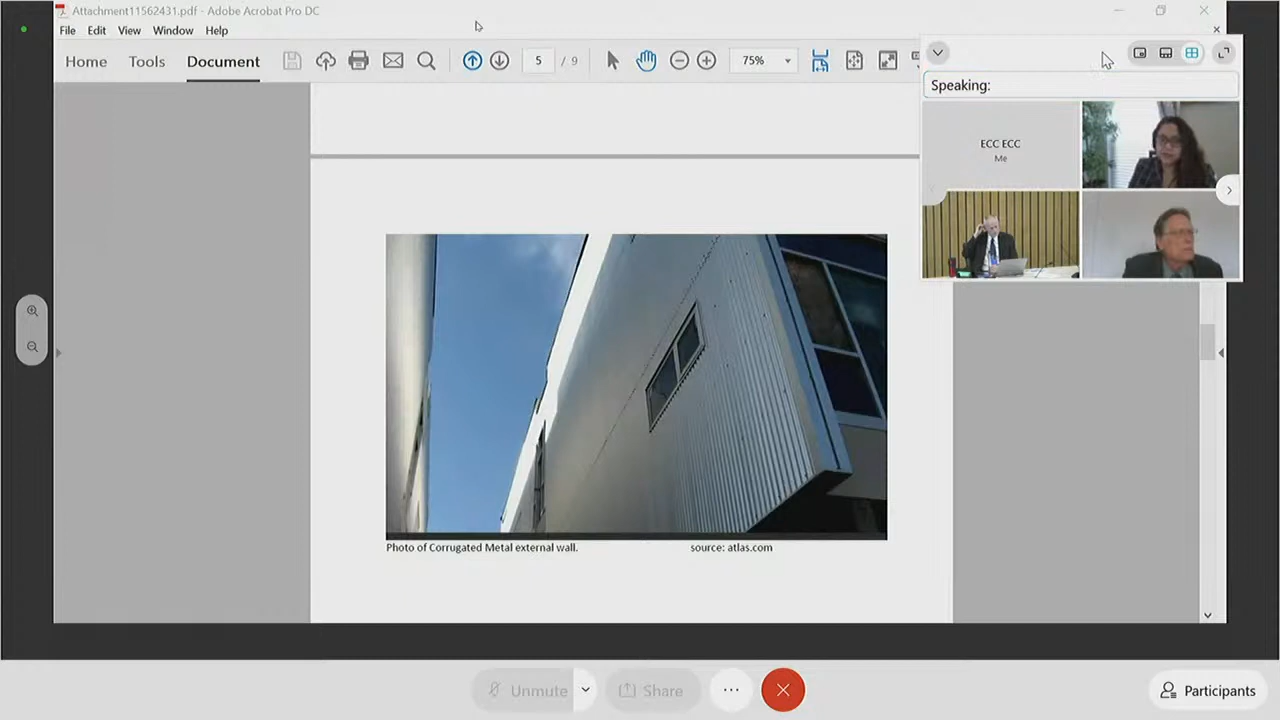 Attachment11562431.pdf - Adobe Acrobat Pro DC
File Edit View Window Help
Home Tools Document 5 / 9 75%
Speaking:
ECC ECC
Me
Photo of Corrugated Metal external wall. source: atlas.com
Unmute Share Participants